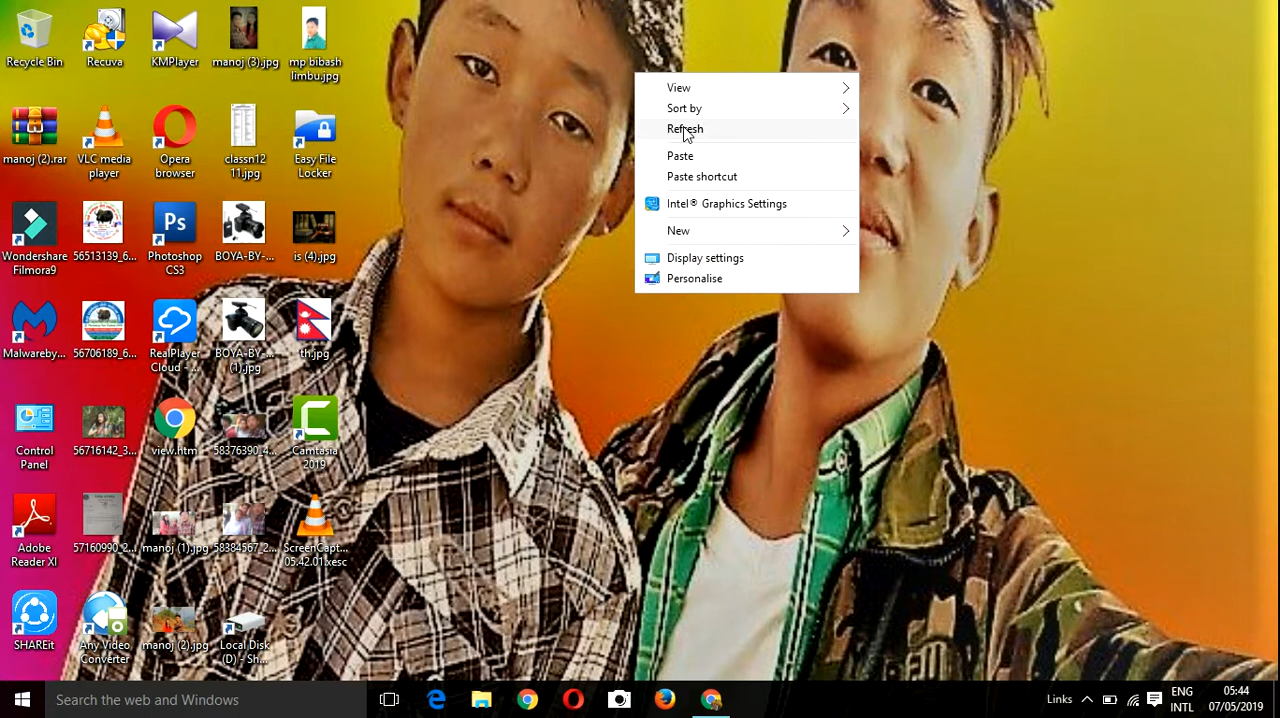 Recycle Bin
Recuva
KMPlayer
manoj (3).jpg
mp bibash
limbu.jpg
manoj (2).rar
VLC media
player
Opera
browser
classn12
11.jpg
Easy File
Locker
Wondershare
Filmora9
56513139_6...
Ps
Photoshop
CS3
BOYA-BY-...
is (4).jpg
Malwareby...
56706189_6...
RealPlayer
Cloud - ...
BOYA-BY-...
(1).jpg
th.jpg
Control
Panel
56716142_3...
view.htm
58376390_4...
Camtasia
2019
Adobe
Reader XI
57160990_2...
manoj (1).jpg
58384567_2...
ScreenCapt...
05.42.01.xesc
SHAREit
Any Video
Converter
manoj (2).jpg
Local Disk
(D) - Sh...
View
Sort by
Refresh
Paste
Paste shortcut
Intel® Graphics Settings
New
Display settings
Personalise
Search the web and Windows
Links
ENG
INTL
05:44
07/05/2019